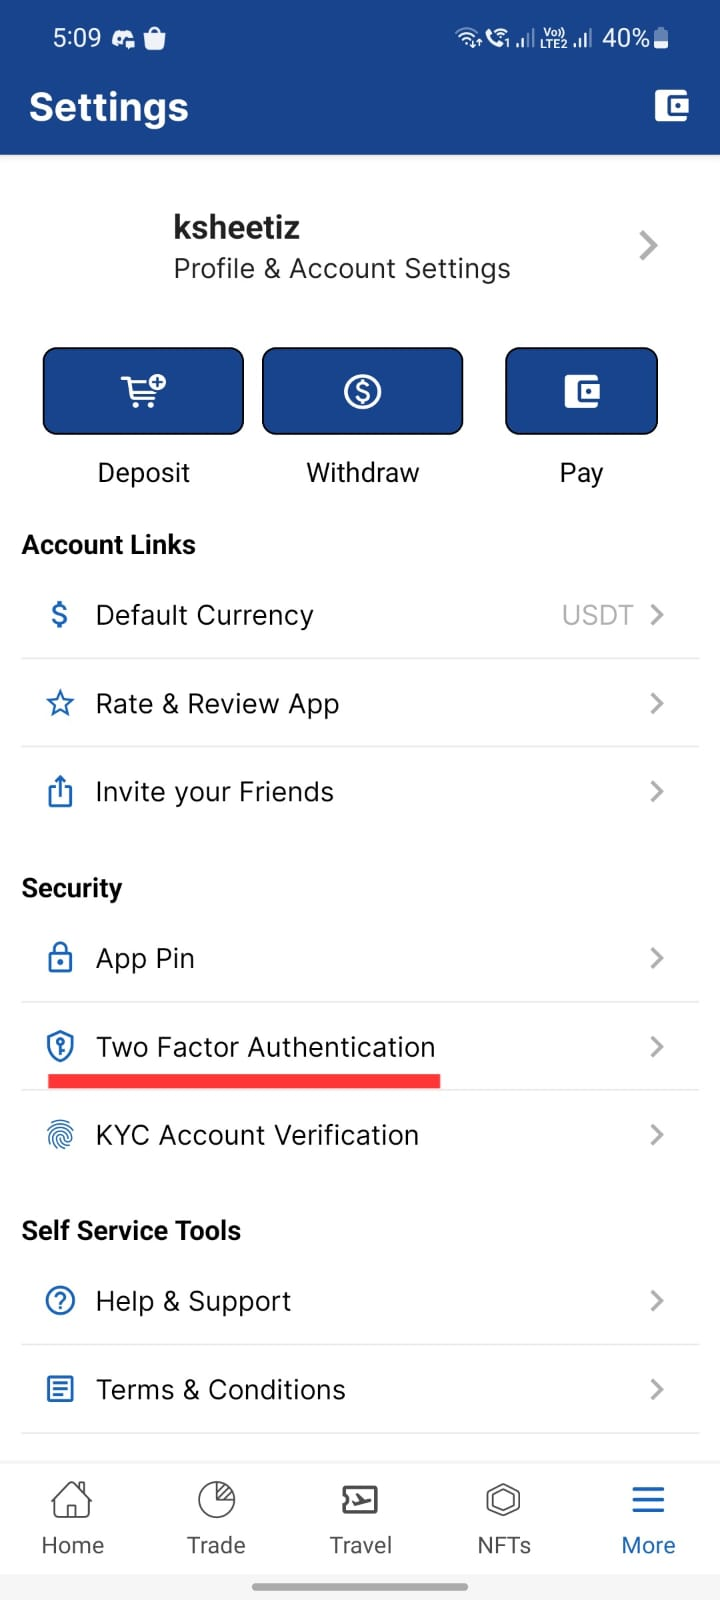 5:09
Vo)) LTE2 40%
Settings
ksheetiz
Profile & Account Settings
Deposit Withdraw Pay
Account Links
Default Currency USDT
Rate & Review App
Invite your Friends
Security
App Pin
Two Factor Authentication
KYC Account Verification
Self Service Tools
Help & Support
Terms & Conditions
Home Trade Travel NFTs More